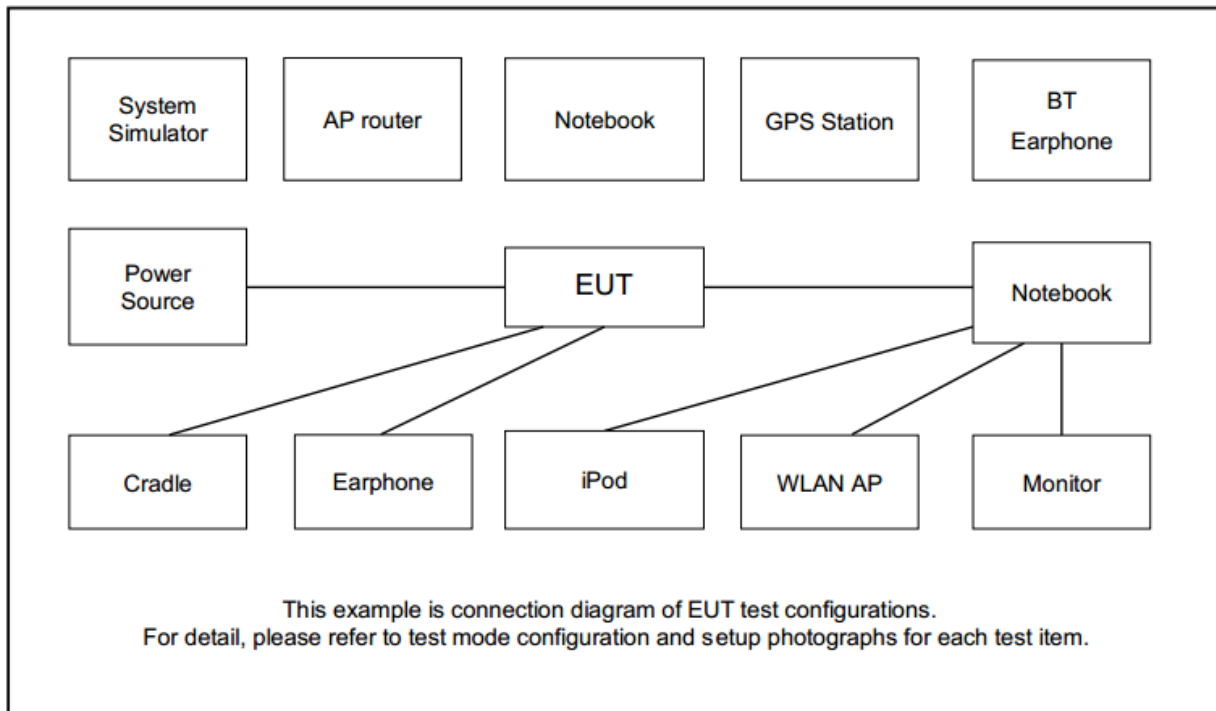 System
Simulator
AP router
Notebook
GPS Station
BT
Earphone
Power
Source
EUT
Notebook
Cradle
Earphone
iPod
WLAN AP
Monitor
This example is connection diagram of EUT test configurations.
For detail, please refer to test mode configuration and setup photographs for each test item.